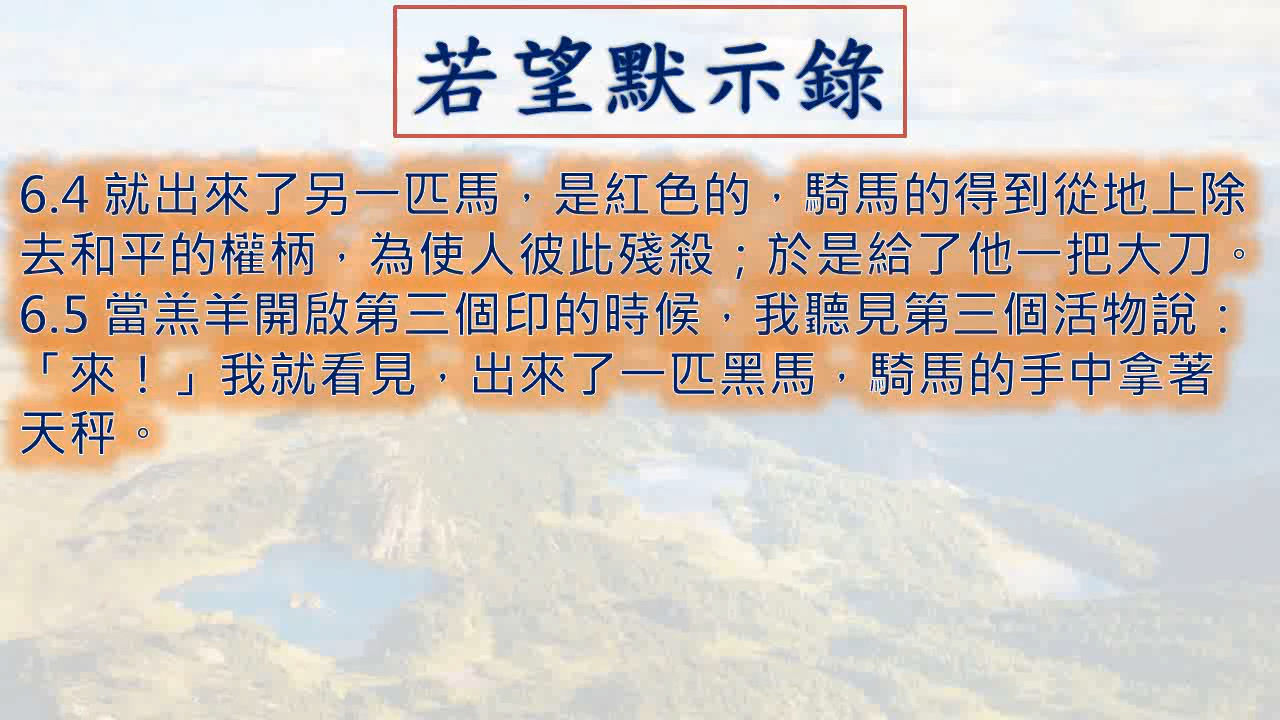 若望默示錄
6.4 就出來了另一匹馬，是紅色的，騎馬的得到從地上除
去和平的權柄，為使人彼此殘殺；於是給了他一把大刀。
6.5 當羔羊開啟第三個印的時候，我聽見第三個活物說：
「來！」我就看見，出來了一匹黑馬，騎馬的手中拿著
天秤。